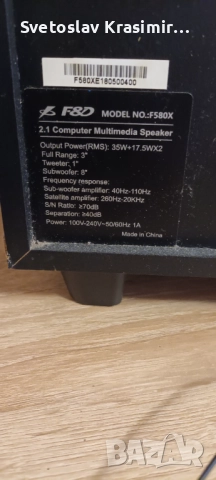 Svetoslav Ivanov Im...
F580XE180500400
F&D MODEL NO.:F580X
2.1 Computer Multimedia Speaker
Output Power(RMS): 35W+17.5WX2
Full Range: 3"
Tweeter: 1"
Subwoofer: 8"
Frequency response:
Sub-woofer amplifier: 40Hz-110Hz
Satellite amplifier: 260Hz-20KHz
S/N Ratio: ≥70dB
Separation: ≥40dB
Power: 100V-240V~50/60Hz 1A
Made in China
bazar